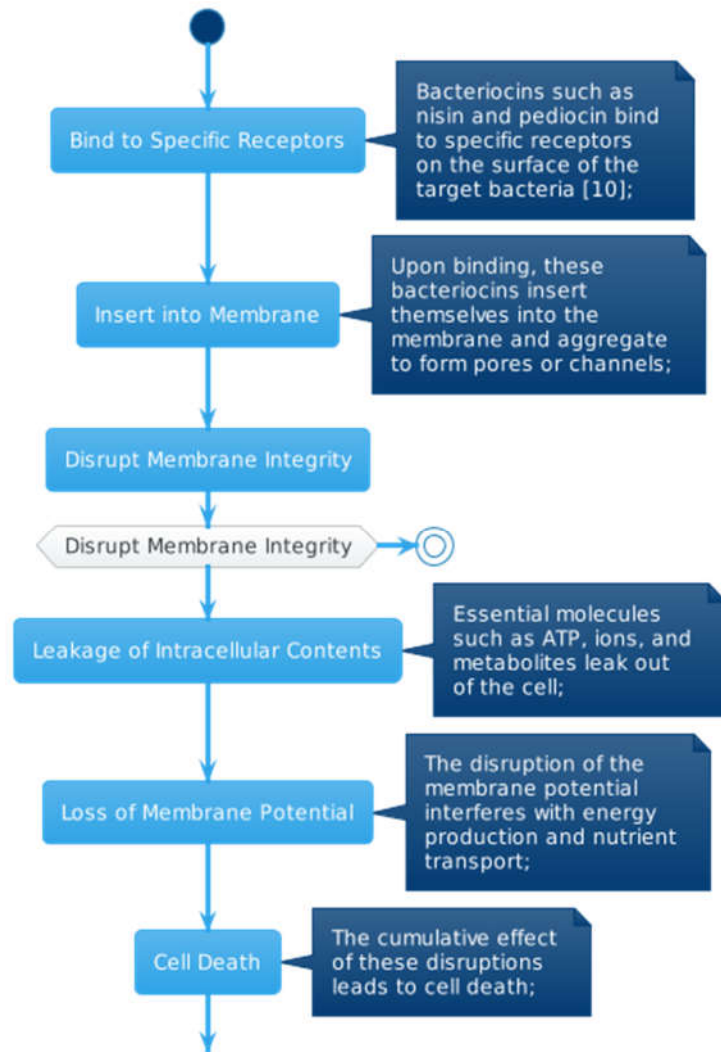 Bind to Specific Receptors
Bacteriocins such as
nisin and pediocin bind
to specific receptors
on the surface of the
target bacteria [10];
Insert into Membrane
Upon binding, these
bacteriocins insert
themselves into the
membrane and aggregate
to form pores or channels;
Disrupt Membrane Integrity
Disrupt Membrane Integrity
Leakage of Intracellular Contents
Essential molecules
such as ATP, ions, and
metabolites leak out
of the cell;
Loss of Membrane Potential
The disruption of the
membrane potential
interferes with energy
production and nutrient
transport;
Cell Death
The cumulative effect
of these disruptions
leads to cell death;